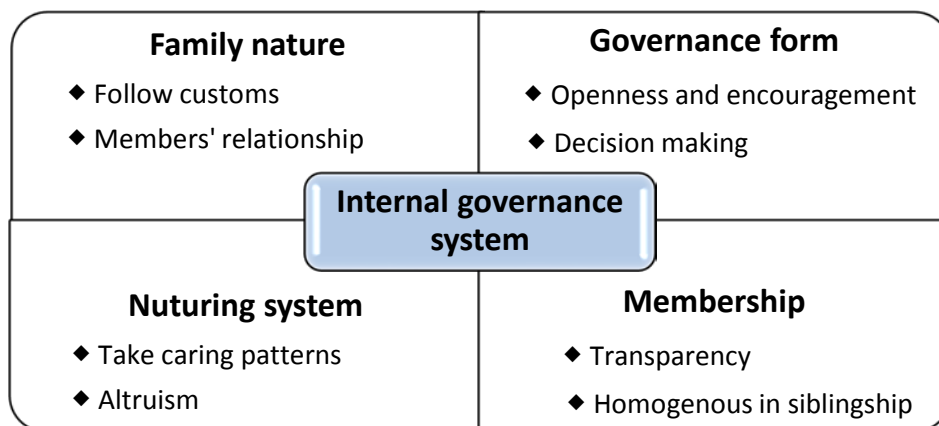 Family nature
◆ Follow customs
◆ Members' relationship
Governance form
◆ Openness and encouragement
◆ Decision making
Internal governance
system
Nuturing system
◆ Take caring patterns
◆ Altruism
Membership
◆ Transparency
◆ Homogenous in siblingship